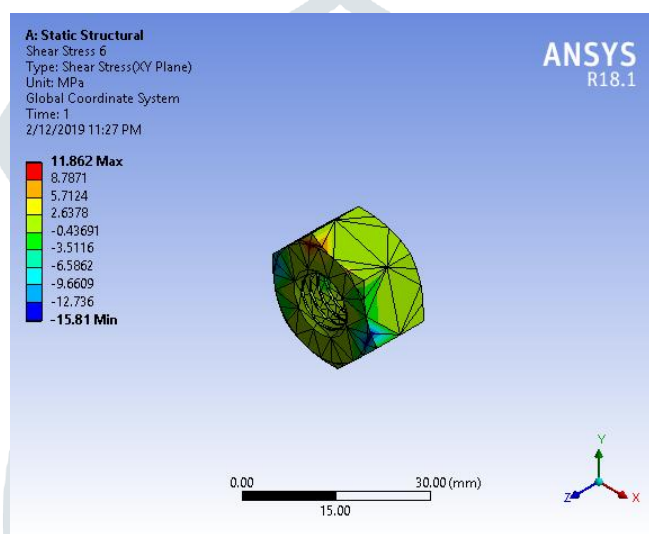 A: Static Structural
Shear Stress 6
Type: Shear Stress(XY Plane)
Unit: MPa
Global Coordinate System
Time: 1
2/12/2019 11:27 PM
ANSYS
R18.1
11.862 Max
8.7871
5.7124
2.6378
-0.43691
-3.5116
-6.5862
-9.6609
-12.736
-15.81 Min
0.00
30.00 (mm)
15.00
Y
Z
X